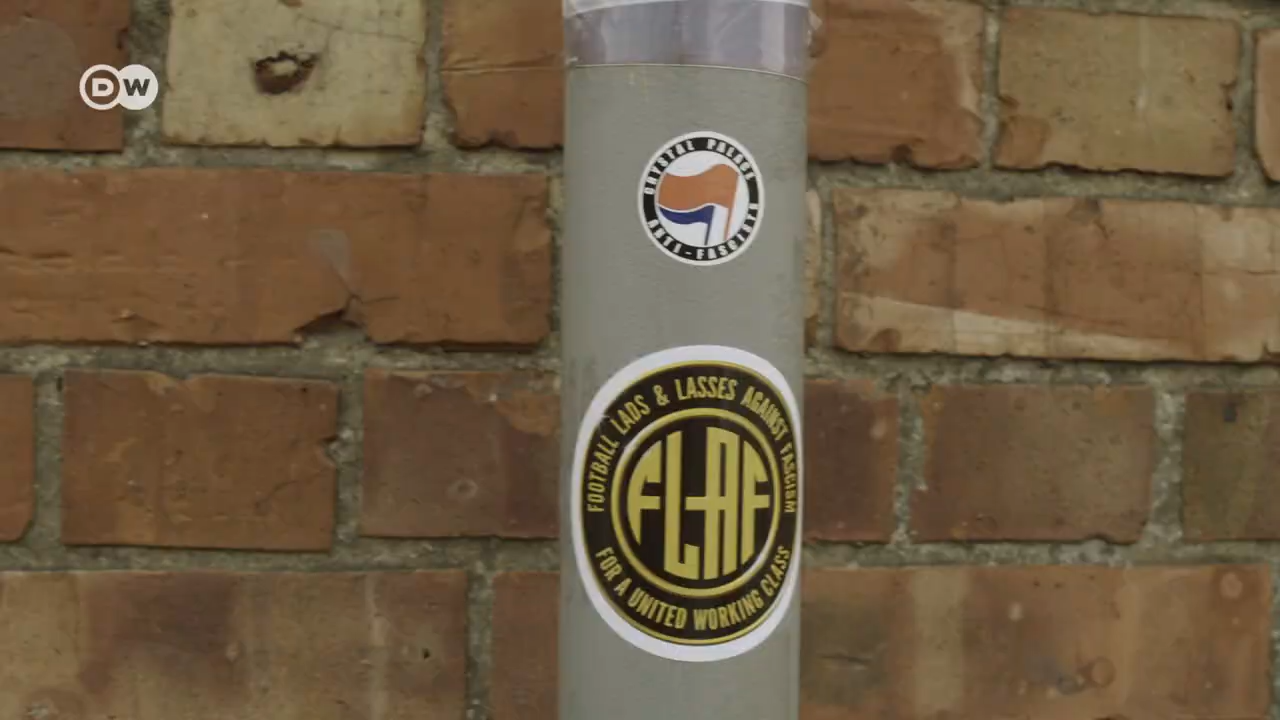 DW
CRYSTAL PALACE
ANTI-FASCISTS
FOOTBALL LADS & LASSES AGAINST FASCISM
FLAF
FOR A UNITED WORKING CLASS